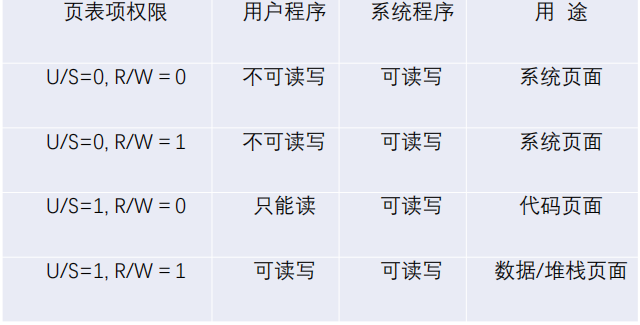 页表项权限 用户程序 系统程序 用 途
U/S=0, R/W = 0 不可读写 可读写 系统页面
U/S=0, R/W = 1 不可读写 可读写 系统页面
U/S=1, R/W = 0 只能读 可读写 代码页面
U/S=1, R/W = 1 可读写 可读写 数据/堆栈页面